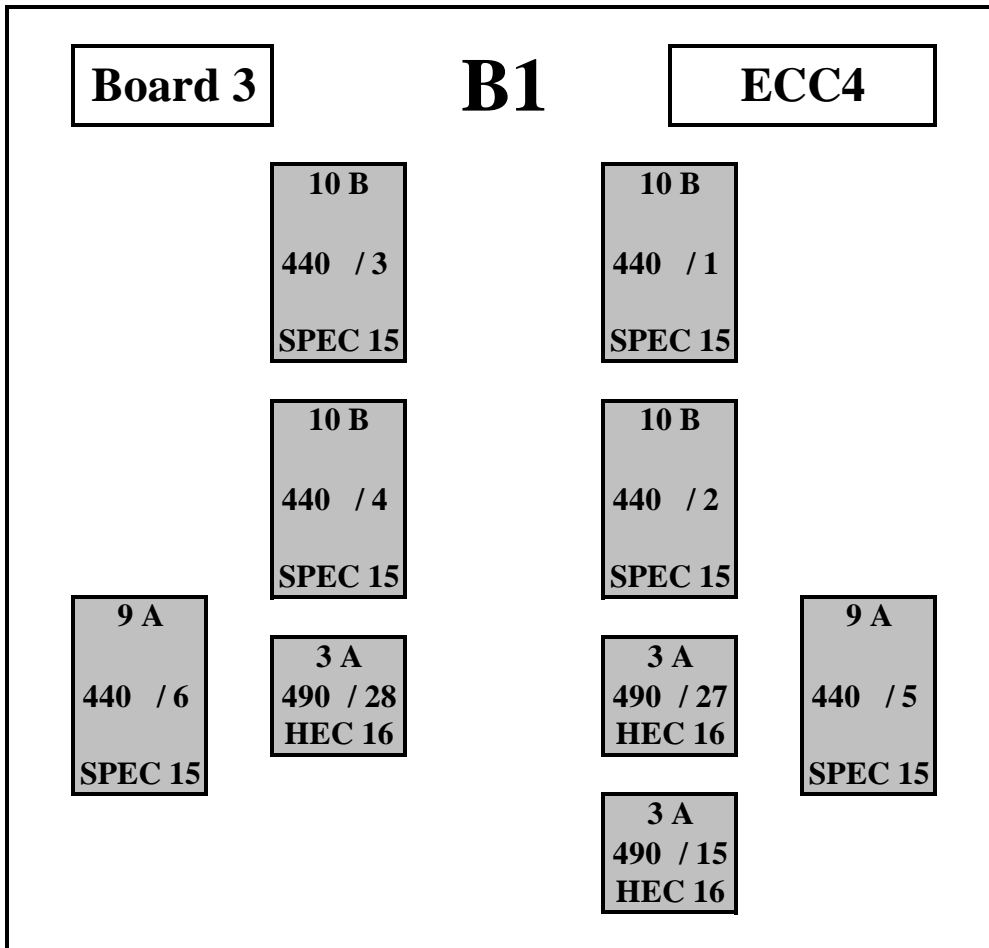 Board 3
B1
ECC4
10 B
440 / 3
SPEC 15
10 B
440 / 1
SPEC 15
10 B
440 / 4
SPEC 15
10 B
440 / 2
SPEC 15
9 A
440 / 6
SPEC 15
3 A
490 / 28
HEC 16
3 A
490 / 27
HEC 16
9 A
440 / 5
SPEC 15
3 A
490 / 15
HEC 16